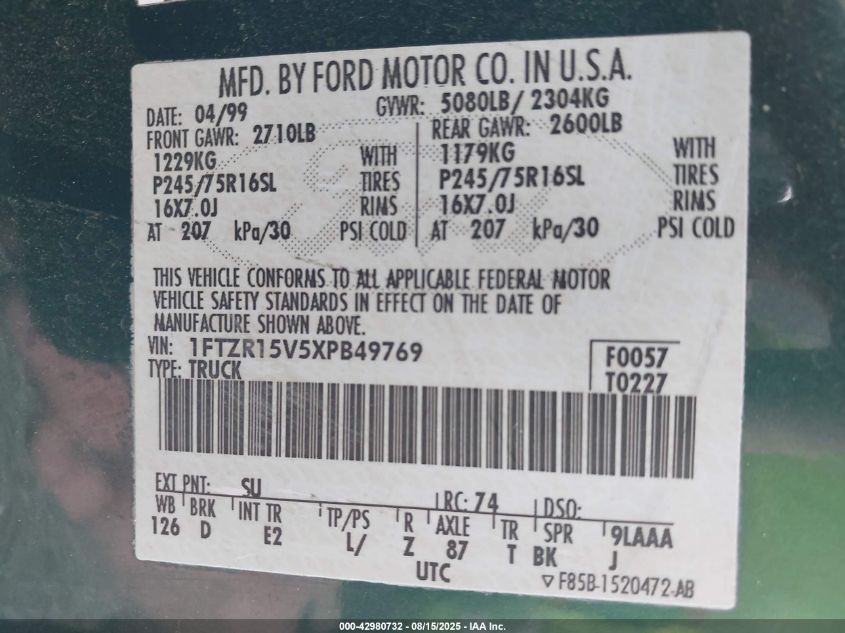 MFD. BY FORD MOTOR CO. IN U.S.A.
DATE: 04/99 GVWR: 5080LB/ 2304KG
FRONT GAWR: 2710LB REAR GAWR: 2600LB
1229KG WITH 1179KG WITH
P245/75R16SL TIRES P245/75R16SL TIRES
16X7.0J RIMS 16X7.0J RIMS
AT 207 kPa/30 PSI COLD AT 207 kPa/30 PSI COLD
THIS VEHICLE CONFORMS TO ALL APPLICABLE FEDERAL MOTOR
VEHICLE SAFETY STANDARDS IN EFFECT ON THE DATE OF
MANUFACTURE SHOWN ABOVE.
VIN: 1FTZR15V5XPB49769 F0057
TYPE: TRUCK T0227
EXT PNT: SU RC: 74 DSO:
WB BRK INT TR TP/PS R AXLE TR SPR 9LAAA
126 D E2 L/ Z 87 T BK J
UTC ▽F85B-1520472-AB
000-42980732 - 08/15/2025 - IAA Inc.